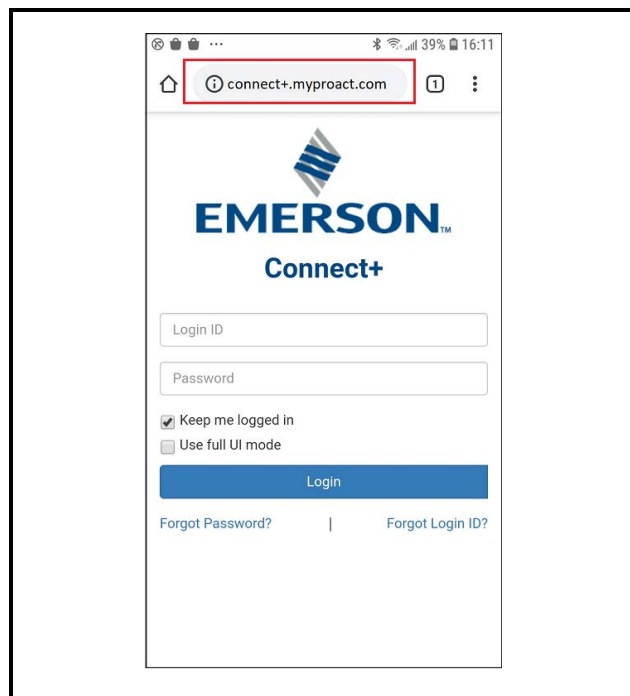 39% 16:11
connect+.myproact.com 1
EMERSON™
Connect+
Login ID
Password
Keep me logged in
Use full UI mode
Login
Forgot Password? | Forgot Login ID?